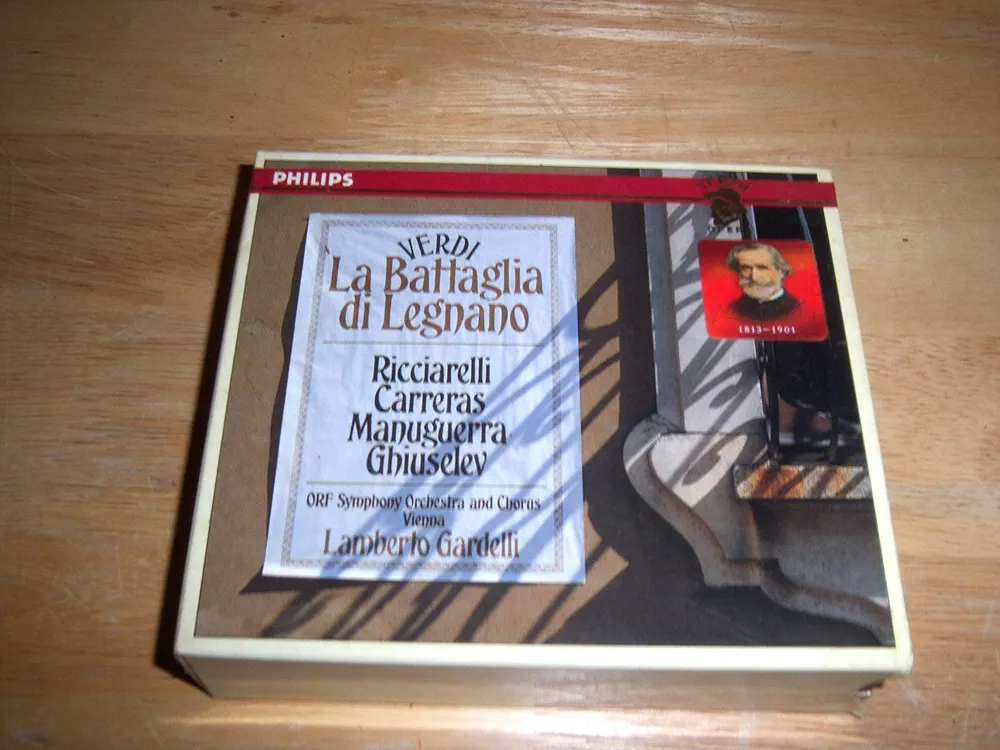 PHILIPS
OPERA
1813–1901
VERDI
La Battaglia
di Legnano
Ricciarelli
Carreras
Manuguerra
Ghiuselev
ORF Symphony Orchestra and Chorus
Vienna
Lamberto Gardelli